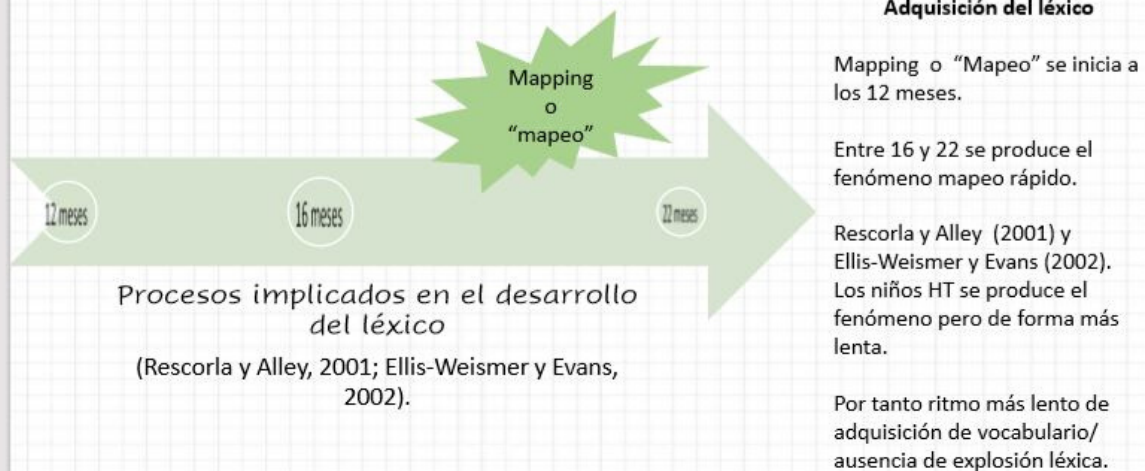 Mapping
o
“mapeo”
12 meses
16 meses
22 meses
Procesos implicados en el desarrollo
del léxico
(Rescorla y Alley, 2001; Ellis-Weismer y Evans,
2002).
Adquisición del léxico
Mapping o “Mapeo” se inicia a
los 12 meses.
Entre 16 y 22 se produce el
fenómeno mapeo rápido.
Rescorla y Alley (2001) y
Ellis-Weismer y Evans (2002).
Los niños HT se produce el
fenómeno pero de forma más
lenta.
Por tanto ritmo más lento de
adquisición de vocabulario/
ausencia de explosión léxica.